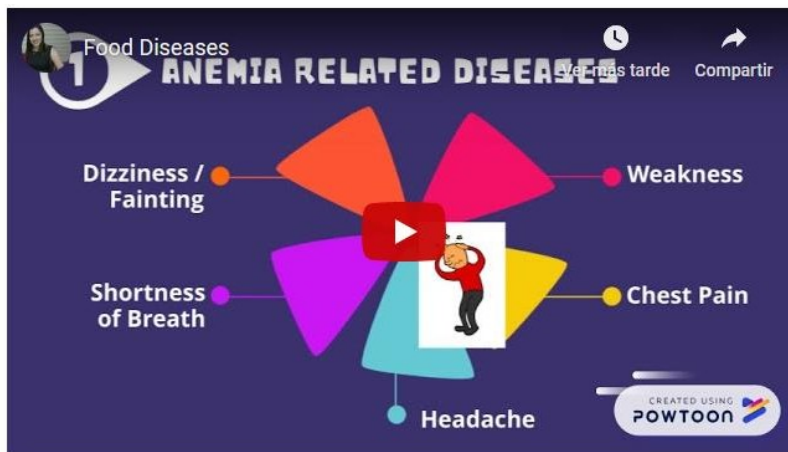 Food Diseases
1
ANEMIA RELATED DISEASES
Ver más tarde
Compartir
Dizziness /
Fainting
Weakness
Shortness
of Breath
Chest Pain
Headache
CREATED USING
POWTOON